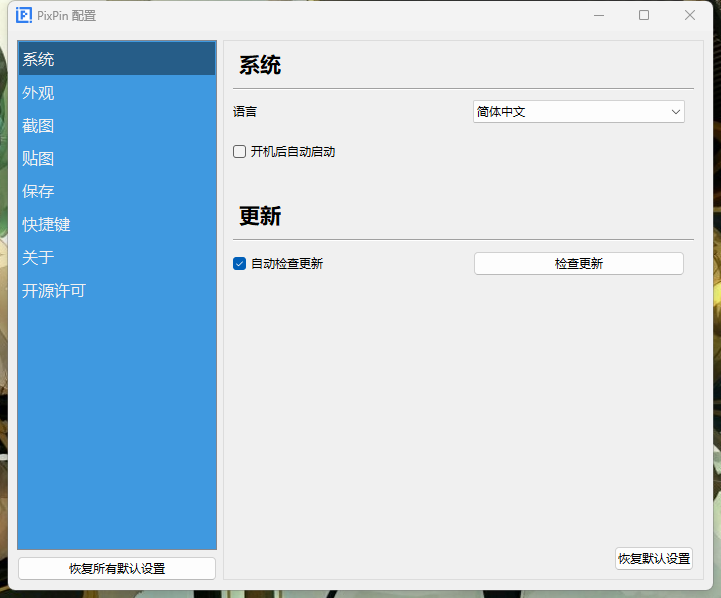 PixPin 配置
系统
外观
截图
贴图
保存
快捷键
关于
开源许可
恢复所有默认设置
系统
语言
简体中文
开机后自动启动
更新
自动检查更新
检查更新
恢复默认设置